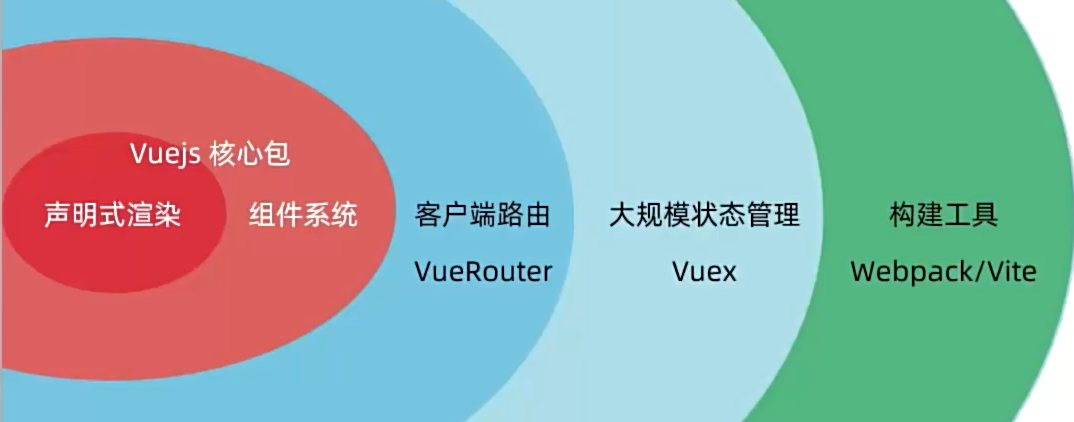 Vuejs 核心包
声明式渲染
组件系统
客户端路由
VueRouter
大规模状态管理
Vuex
构建工具
Webpack/Vite